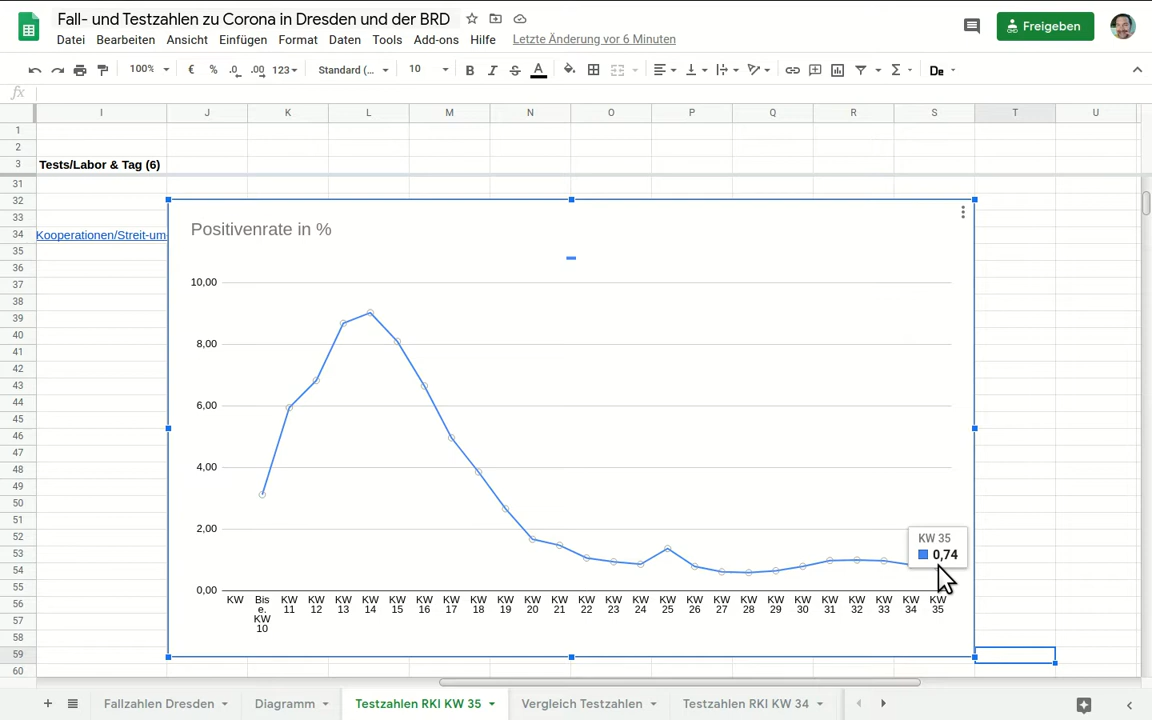 Fall- und Testzahlen zu Corona in Dresden und der BRD
Freigeben
Datei Bearbeiten Ansicht Einfügen Format Daten Tools Add-ons Hilfe Letzte Änderung vor 6 Minuten
100% € % .0 .00 123 Standard (... 10 B I S A Σ De
fx
I J K L M N O P Q R S T U
1
2
3 Tests/Labor & Tag (6)
31
32
33
34 Kooperationen/Streit-um-
35
36
37
38
39
40
41
42
43
44
45
46
47
48
49
50
51
52
53
54
55
56
57
58
59
60
Positivenrate in %
10,00
8,00
6,00
4,00
2,00
0,00
KW 35
0,74
KW
Bis
e.
KW
10
KW
11
KW
12
KW
13
KW
14
KW
15
KW
16
KW
17
KW
18
KW
19
KW
20
KW
21
KW
22
KW
23
KW
24
KW
25
KW
26
KW
27
KW
28
KW
29
KW
30
KW
31
KW
32
KW
33
KW
34
KW
35
Fallzahlen Dresden Diagramm Testzahlen RKI KW 35 Vergleich Testzahlen Testzahlen RKI KW 34